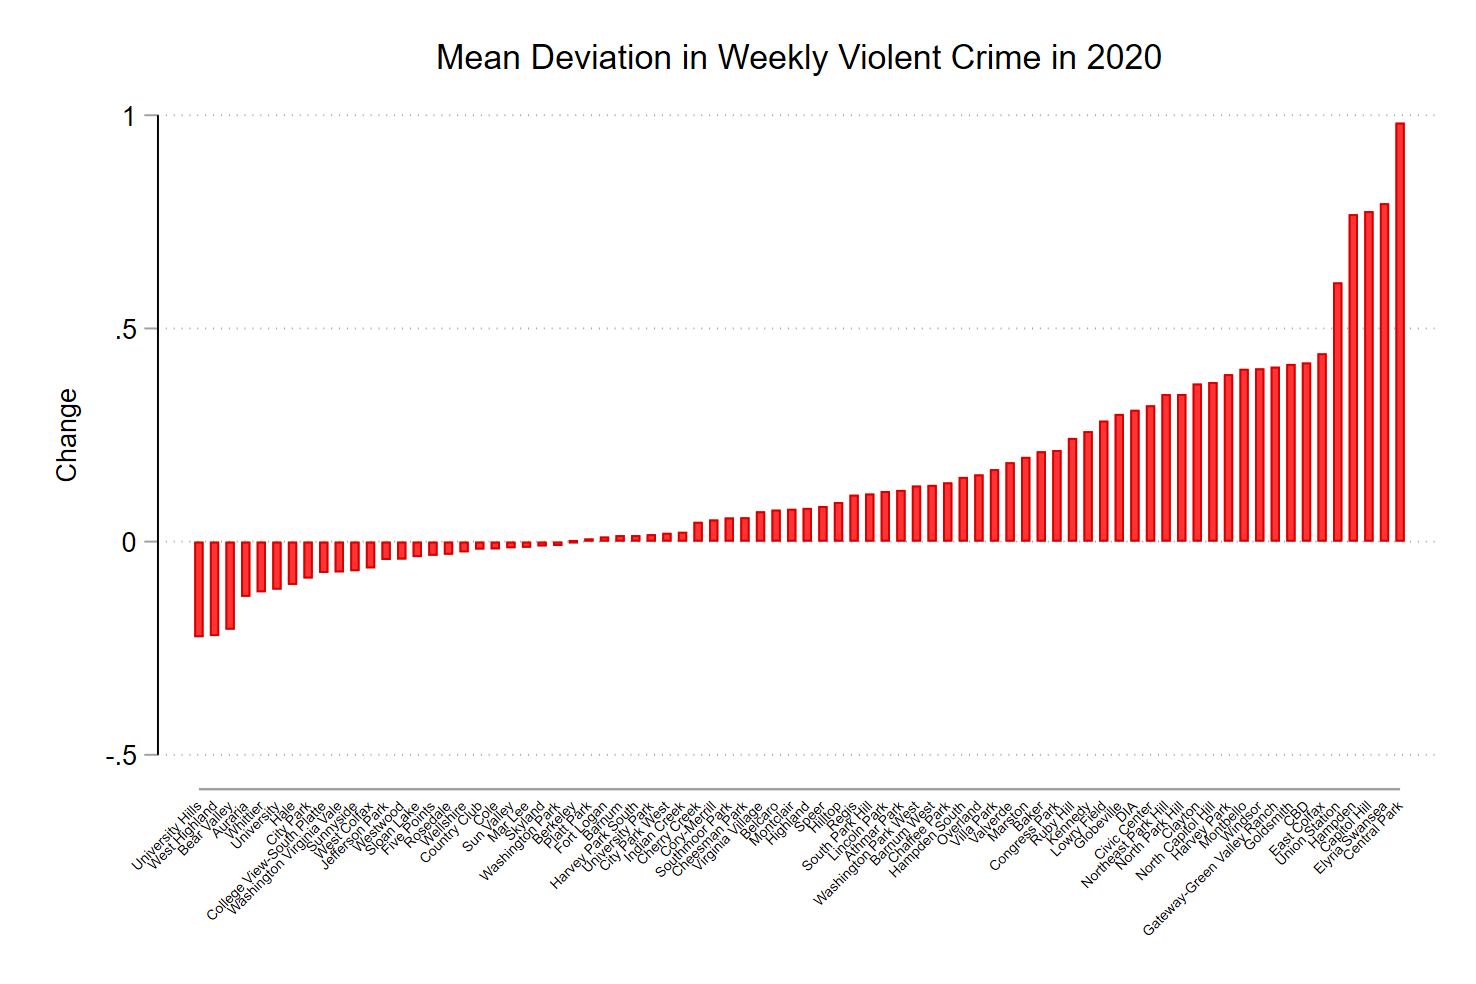 Mean Deviation in Weekly Violent Crime in 2020
Change
1
.5
0
-.5
University Hills
West Highland
Bear Valley
Auraria
Whittier
University
Hale
City Park
College View-South Platte
Washington Virginia Vale
Sunnyside
West Colfax
Jefferson Park
Westwood
Sloan Lake
Five Points
Rosedale
Wellshire
Country Club
Cole
Sun Valley
Mar Lee
Skyland
Washington Park
Berkeley
Platt Park
Fort Logan
Barnum
Harvey Park South
University Park
City Park West
Indian Creek
Cherry Creek
Cory-Merrill
Southmoor Park
Cheesman Park
Virginia Village
Belcaro
Montclair
Highland
Speer
Hilltop
Regis
South Park Hill
Lincoln Park
Athmar Park
Washington Park West
Barnum West
Chaffee Park
Hampden South
Overland
Villa Park
Valverde
Marston
Baker
Congress Park
Ruby Hill
Kennedy
Lowry Field
Globeville
DIA
Civic Center
Northeast Park Hill
North Park Hill
Clayton
North Capitol Hill
Harvey Park
Montbello
Windsor
Gateway-Green Valley Ranch
Goldsmith
CBD
East Colfax
Union Station
Hampden
Capitol Hill
Elyria Swansea
Central Park